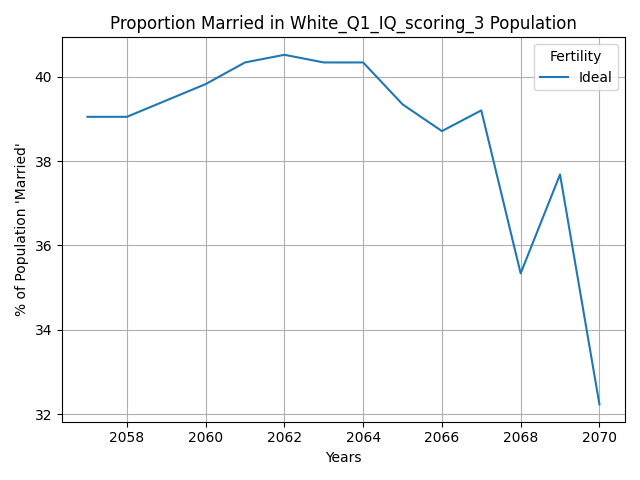 Proportion Married in White_Q1_IQ_scoring_3 Population
Fertility
Ideal
% of Population 'Married'
40
38
36
34
32
2058 2060 2062 2064 2066 2068 2070
Years